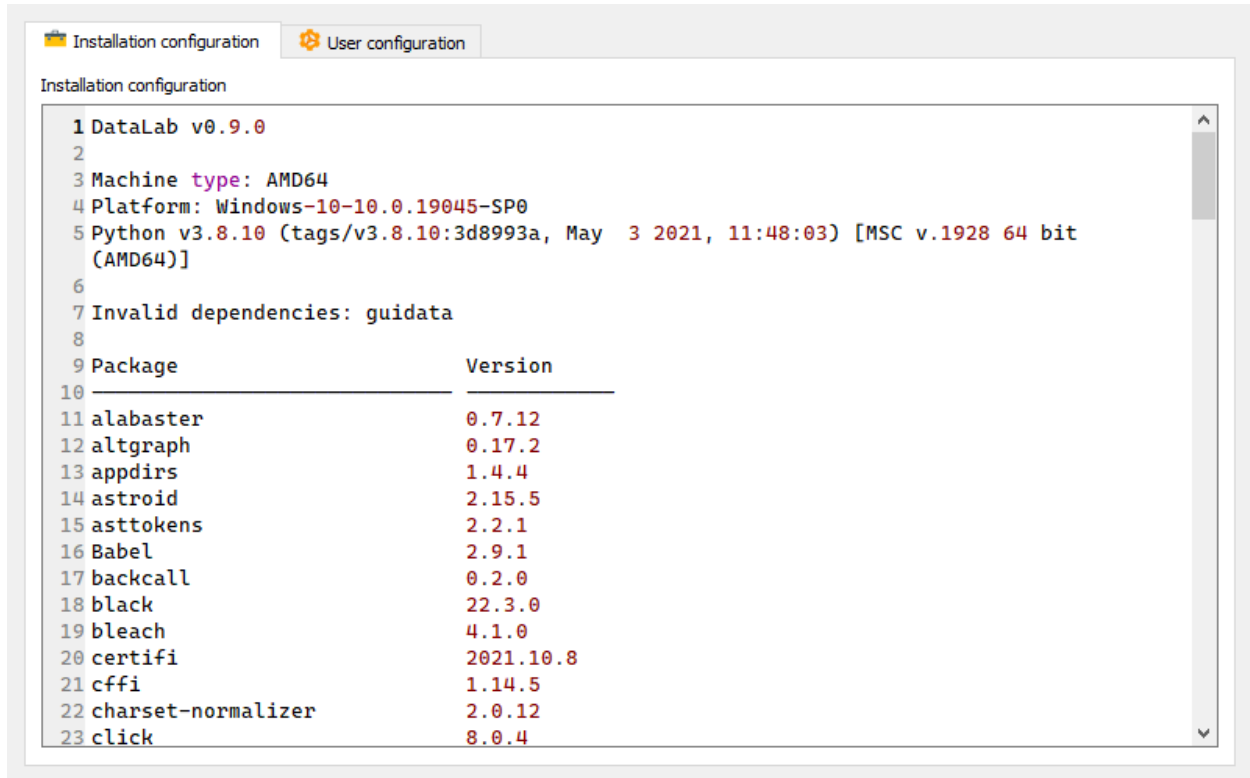 Installation configuration
User configuration
Installation configuration
1 DataLab v0.9.0
2
3 Machine type: AMD64
4 Platform: Windows-10-10.0.19045-SP0
5 Python v3.8.10 (tags/v3.8.10:3d8993a, May  3 2021, 11:48:03) [MSC v.1928 64 bit
(AMD64)]
6
7 Invalid dependencies: guidata
8
9 Package Version
10
11 alabaster 0.7.12
12 altgraph 0.17.2
13 appdirs 1.4.4
14 astroid 2.15.5
15 asttokens 2.2.1
16 Babel 2.9.1
17 backcall 0.2.0
18 black 22.3.0
19 bleach 4.1.0
20 certifi 2021.10.8
21 cffi 1.14.5
22 charset-normalizer 2.0.12
23 click 8.0.4